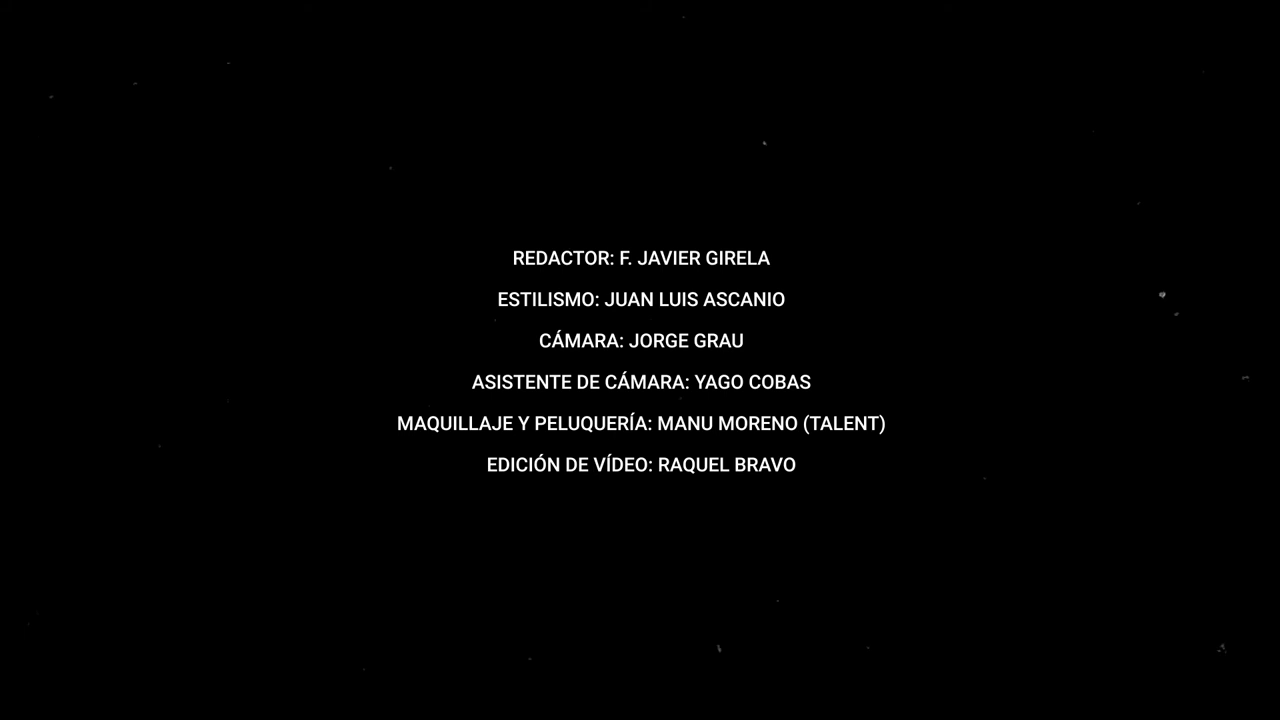 REDACTOR: F. JAVIER GIRELA
ESTILISMO: JUAN LUIS ASCANIO
CÁMARA: JORGE GRAU
ASISTENTE DE CÁMARA: YAGO COBAS
MAQUILLAJE Y PELUQUERÍA: MANU MORENO (TALENT)
EDICIÓN DE VÍDEO: RAQUEL BRAVO